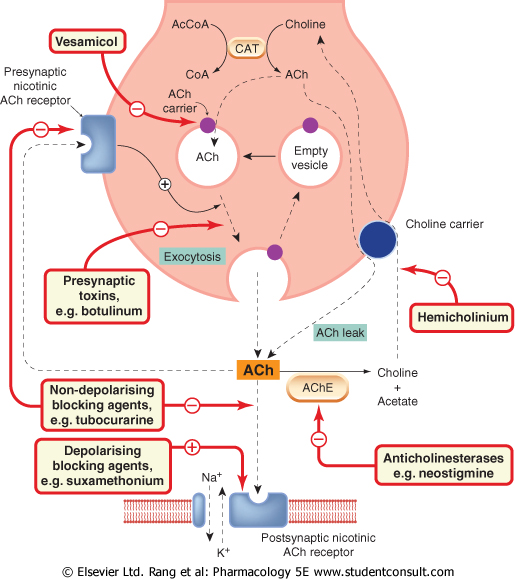 AcCoA
Choline
CAT
CoA
ACh
Vesamicol
Presynaptic
nicotinic
ACh receptor
ACh
carrier
ACh
Empty
vesicle
+
Choline carrier
Exocytosis
Presynaptic
toxins,
e.g. botulinum
Hemicholinium
ACh leak
ACh
AChE
Choline
+
Acetate
Non-depolarising
blocking agents,
e.g. tubocurarine
Depolarising
blocking agents,
e.g. suxamethonium
+
Anticholinesterases
e.g. neostigmine
Na+
K+
Postsynaptic nicotinic
ACh receptor
© Elsevier Ltd. Rang et al: Pharmacology 5E www.studentconsult.com